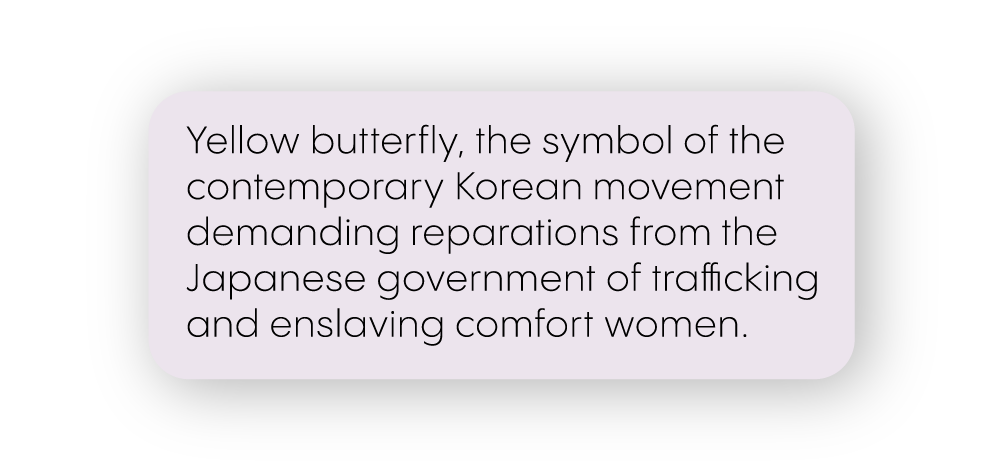 Yellow butterfly, the symbol of the
contemporary Korean movement
demanding reparations from the
Japanese government of trafficking
and enslaving comfort women.